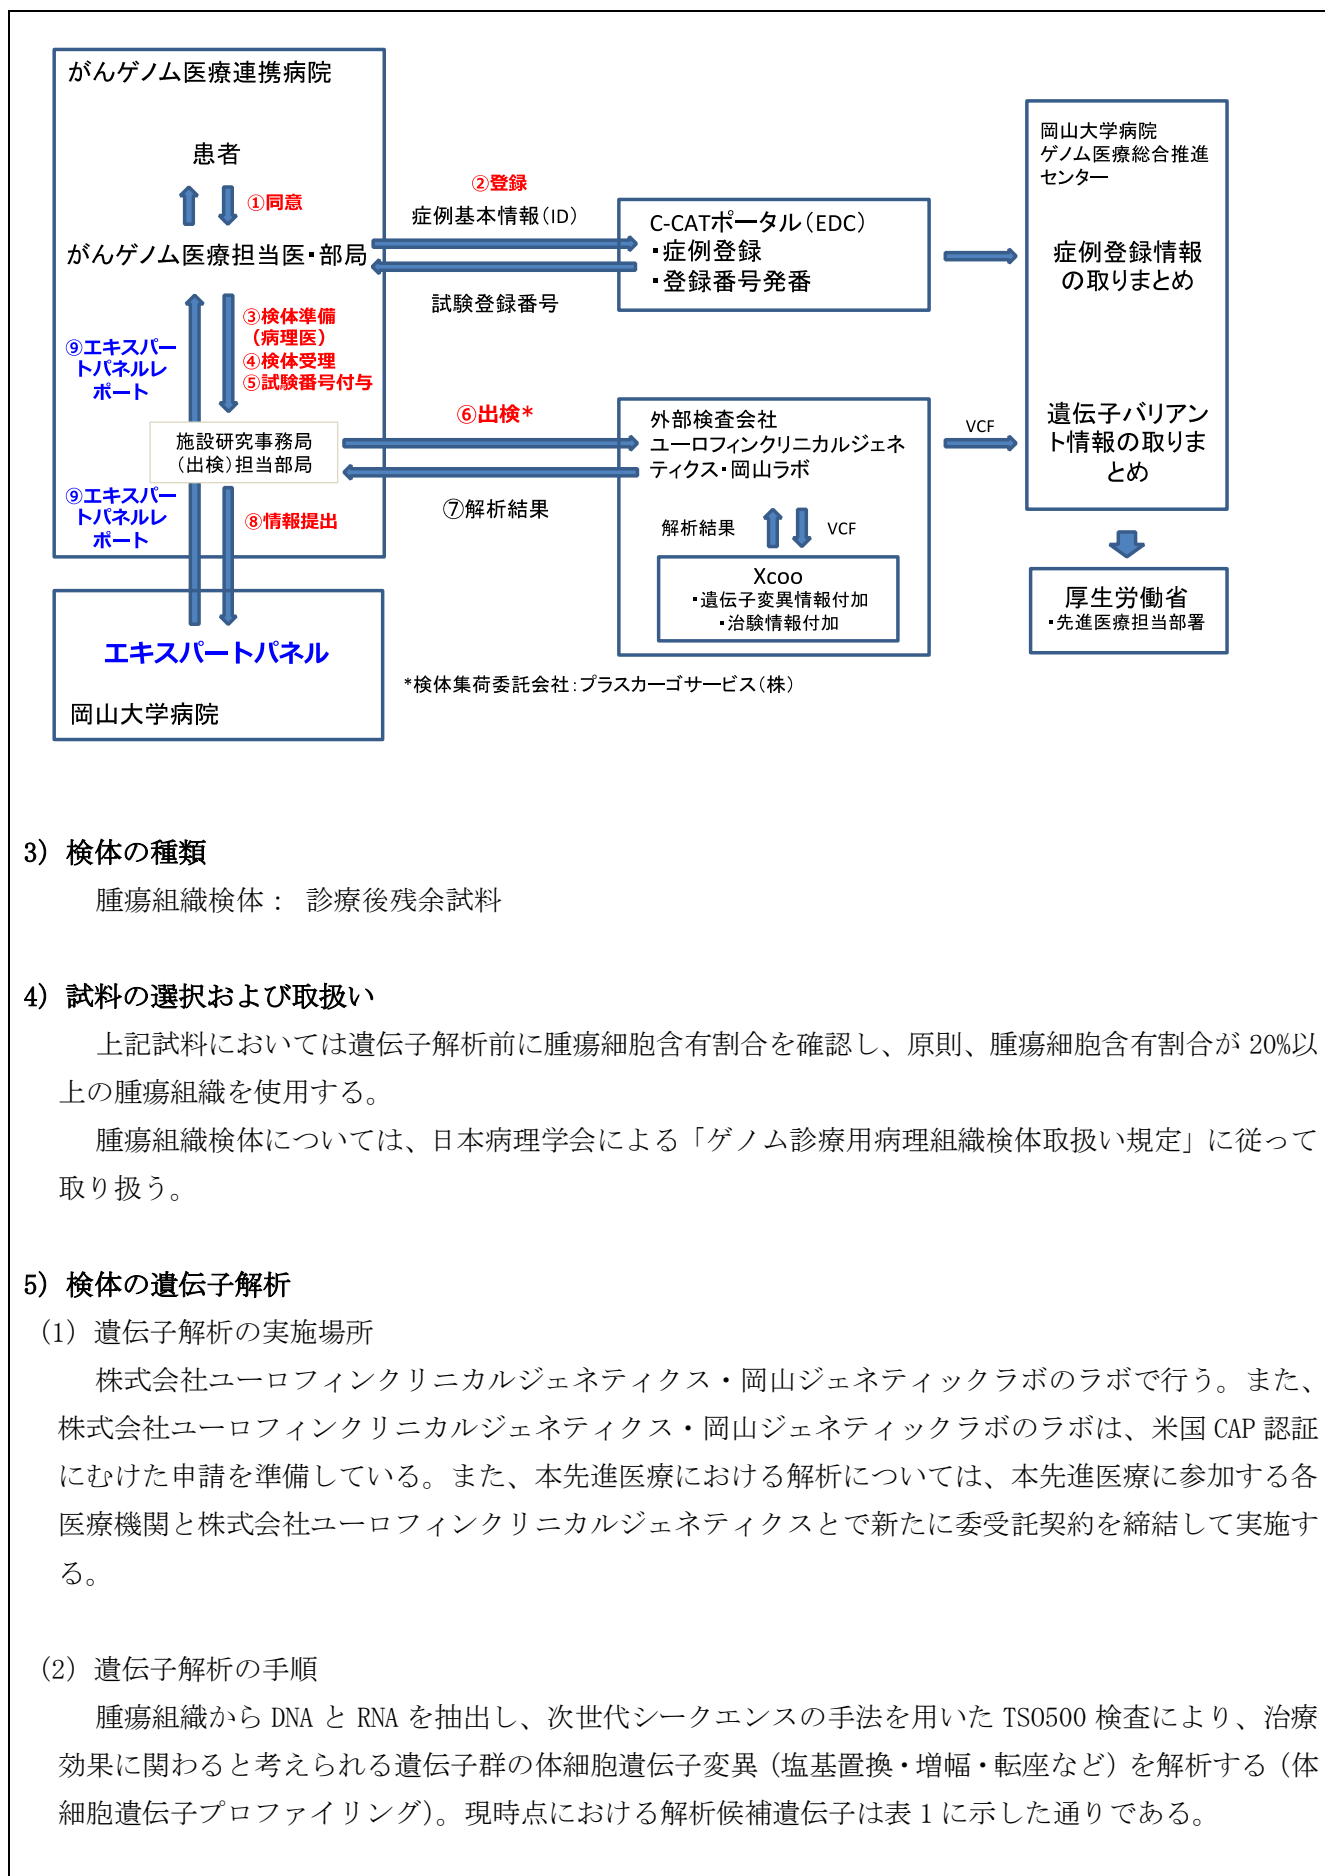 がんゲノム医療連携病院
患者
①同意
がんゲノム医療担当医・部局
③検体準備
（病理医）
④検体受理
⑤試験番号付与
⑨エキスパー
トパネルレ
ポート
施設研究事務局
（出検）担当部局
⑨エキスパー
トパネルレ
ポート
⑧情報提出
エキスパートパネル
岡山大学病院
②登録
症例基本情報（ID）
試験登録番号
C-CATポータル（EDC）
・症例登録
・登録番号発番
⑥出検*
⑦解析結果
外部検査会社
ユーロフィンクリニカルジェネ
ティクス・岡山ラボ
解析結果
VCF
Xcoo
・遺伝子変異情報付加
・治験情報付加
*検体集荷委託会社：プラスカーゴサービス（株）
VCF
岡山大学病院
ゲノム医療総合推進
センター
症例登録情報
の取りまとめ
遺伝子バリアン
ト情報の取りま
とめ
厚生労働省
・先進医療担当部署
3) 検体の種類
腫瘍組織検体： 診療後残余試料
4) 試料の選択および取扱い
上記試料においては遺伝子解析前に腫瘍細胞含有割合を確認し、原則、腫瘍細胞含有割合が 20%以
上の腫瘍組織を使用する。
腫瘍組織検体については、日本病理学会による「ゲノム診療用病理組織検体取扱い規定」に従って
取り扱う。
5) 検体の遺伝子解析
(1) 遺伝子解析の実施場所
株式会社ユーロフィンクリニカルジェネティクス・岡山ジェネティックラボのラボで行う。また、
株式会社ユーロフィンクリニカルジェネティクス・岡山ジェネティックラボのラボは、米国 CAP 認証
にむけた申請を準備している。また、本先進医療における解析については、本先進医療に参加する各
医療機関と株式会社ユーロフィンクリニカルジェネティクスとで新たに委受託契約を締結して実施す
る。
(2) 遺伝子解析の手順
腫瘍組織から DNA と RNA を抽出し、次世代シークエンスの手法を用いた TSO500 検査により、治療
効果に関わると考えられる遺伝子群の体細胞遺伝子変異（塩基置換・増幅・転座など）を解析する（体
細胞遺伝子プロファイリング）。現時点における解析候補遺伝子は表 1 に示した通りである。